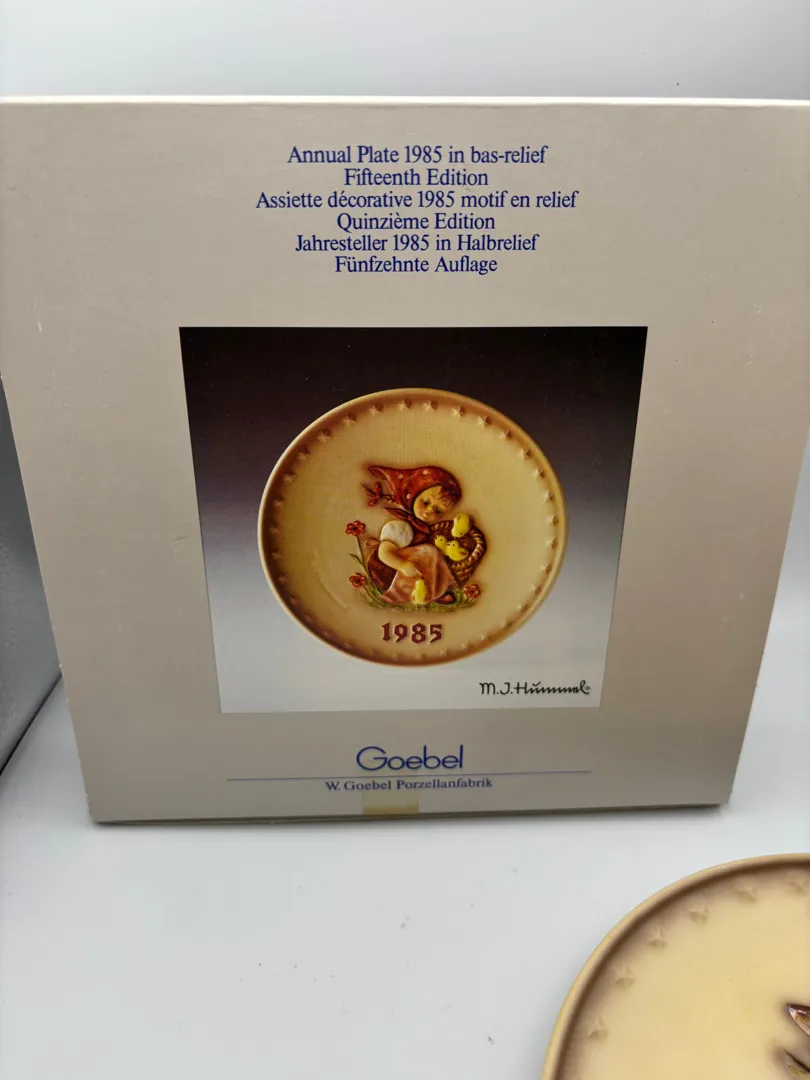 Annual Plate 1985 in bas-relief
Fifteenth Edition
Assiette décorative 1985 motif en relief
Quinzième Edition
Jahresteller 1985 in Halbrelief
Fünfzehnte Auflage
1985
M.J.Hummel®
Goebel
W. Goebel Porzellanfabrik